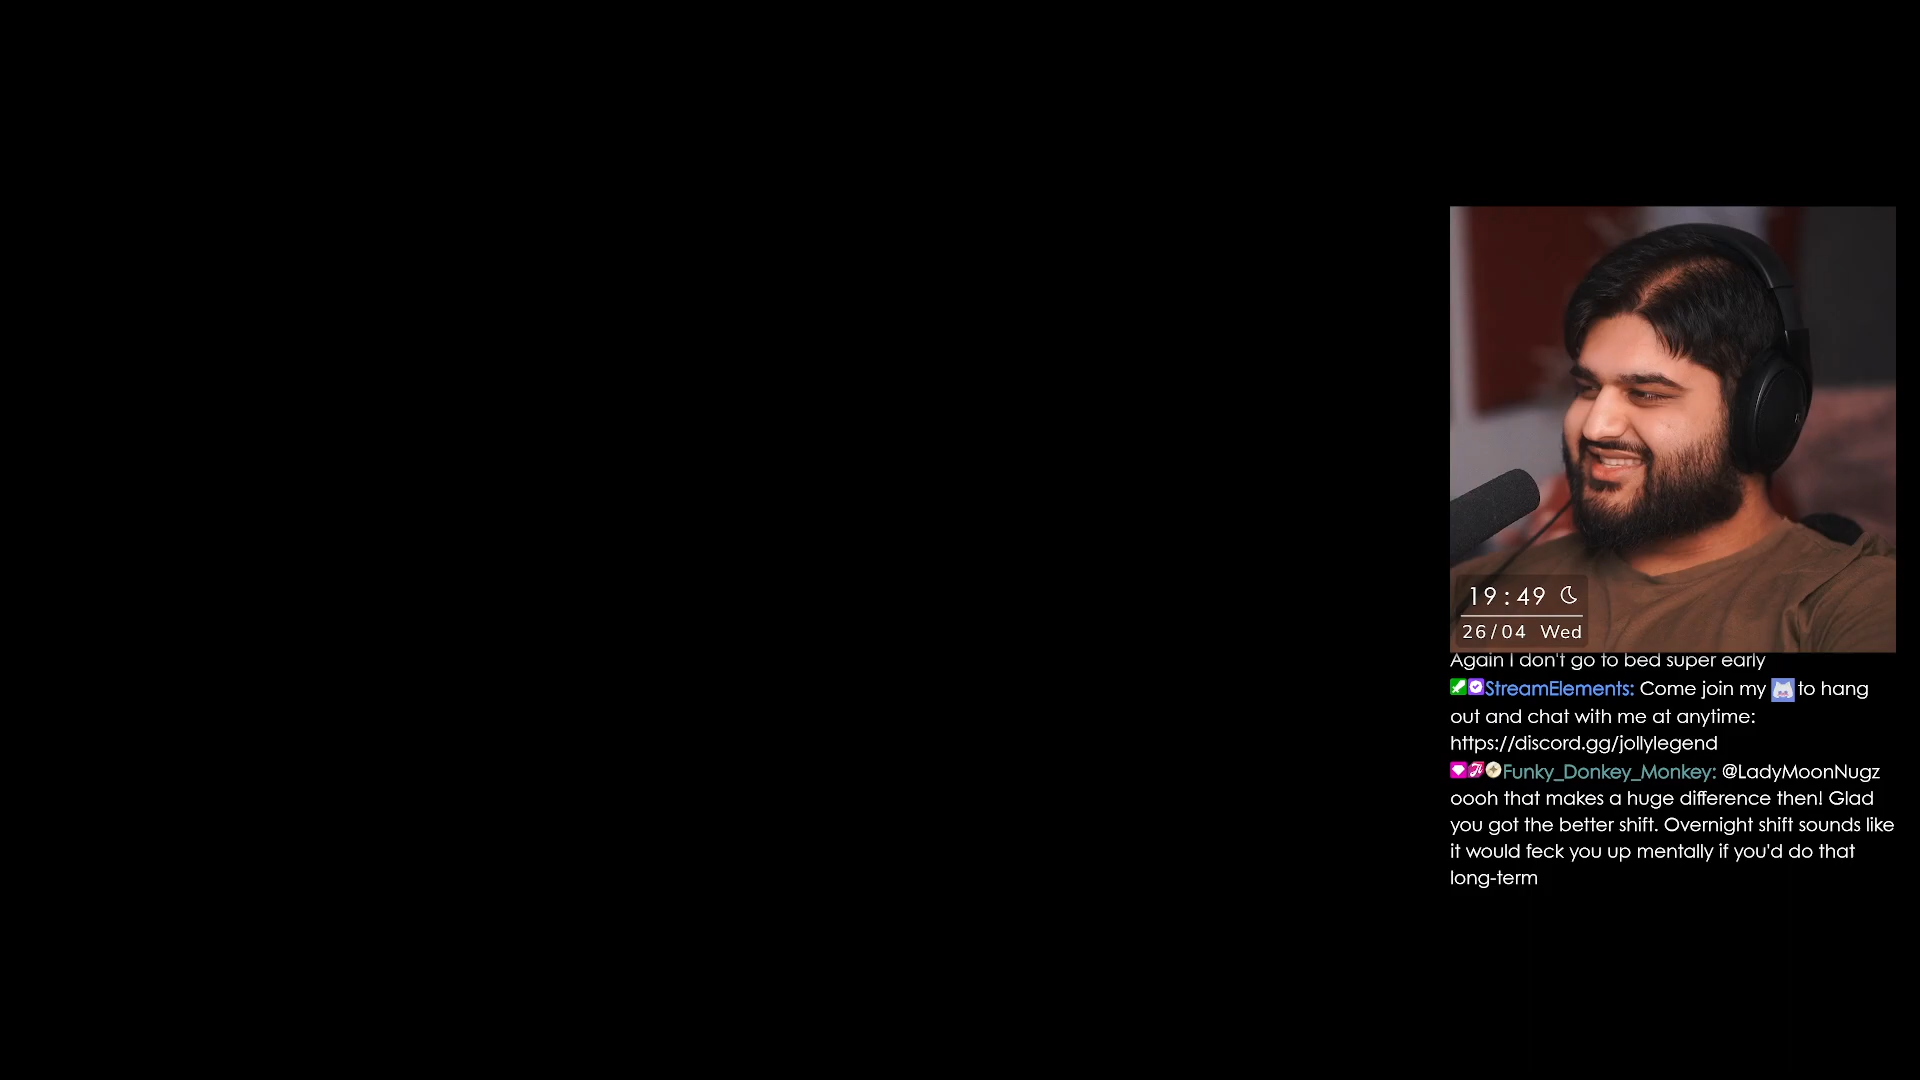 19:49
26/04 Wed
Again I don't go to bed super early
StreamElements: Come join my to hang
out and chat with me at anytime:
https://discord.gg/jollylegend
Funky_Donkey_Monkey: @LadyMoonNugz
oooh that makes a huge difference then! Glad
you got the better shift. Overnight shift sounds like
it would feck you up mentally if you'd do that
long-term